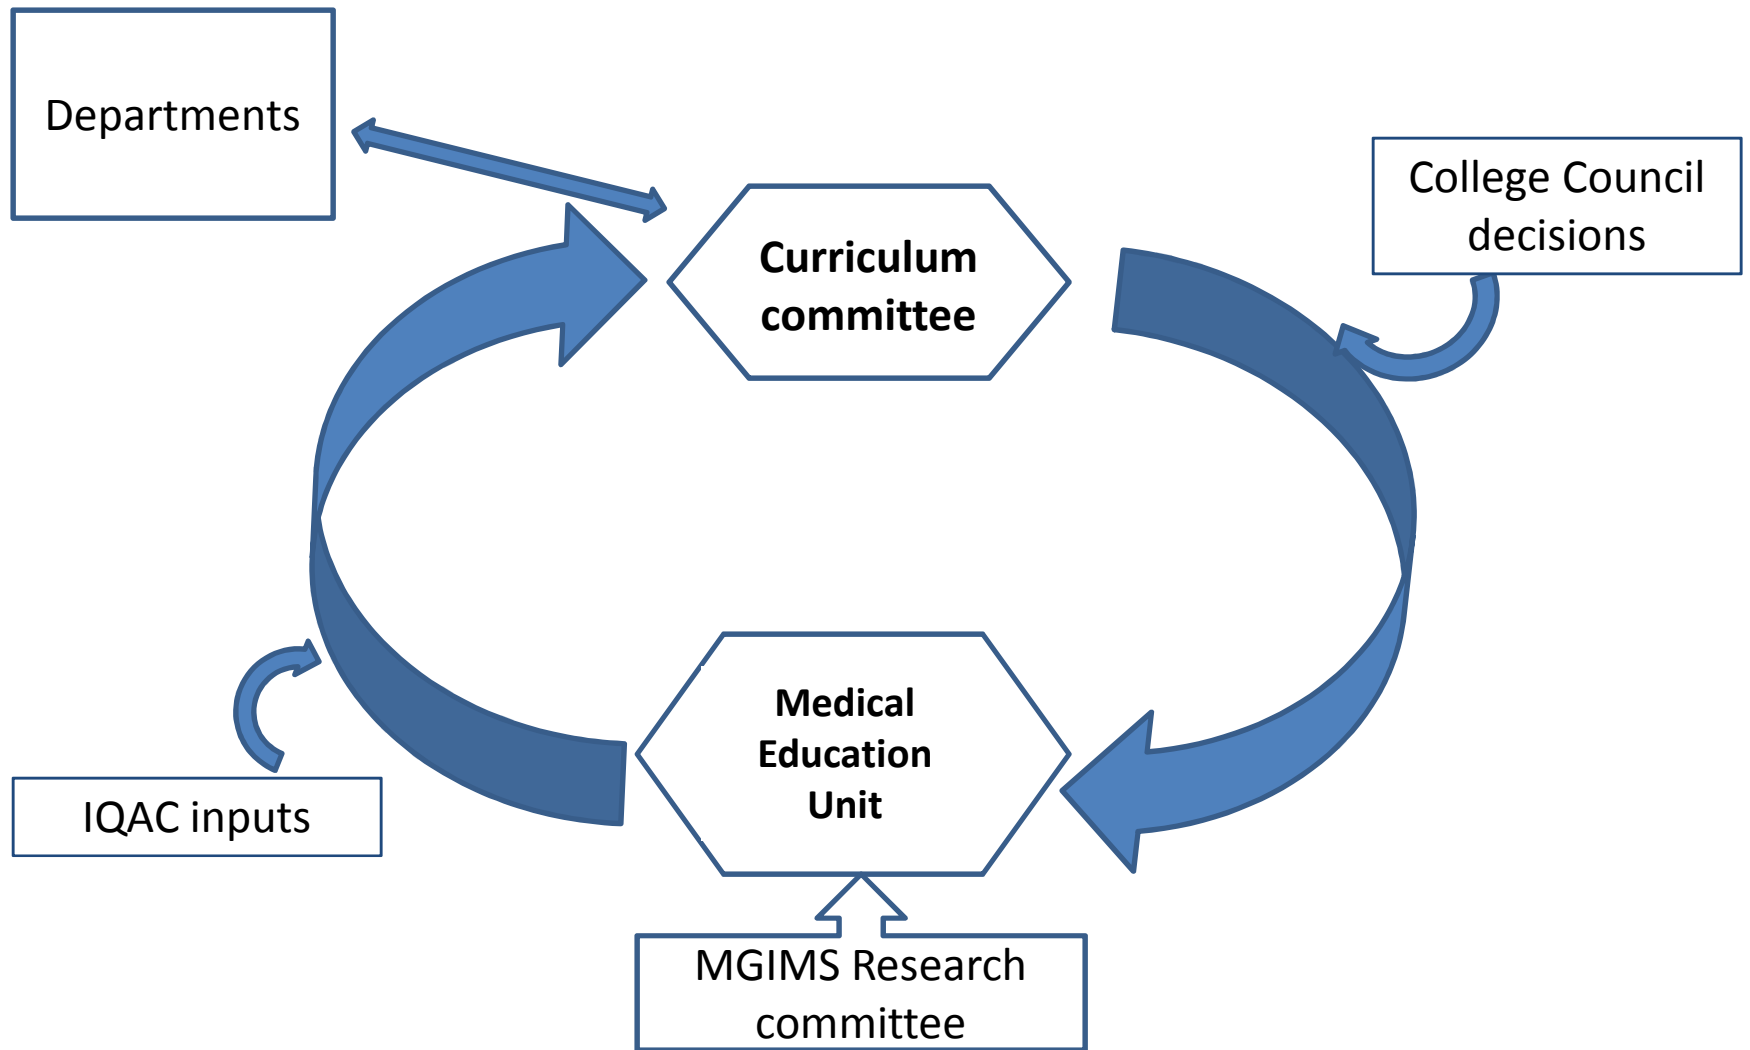 Departments
College Council
decisions
Curriculum
committee
Medical
Education
Unit
IQAC inputs
MGIMS Research
committee